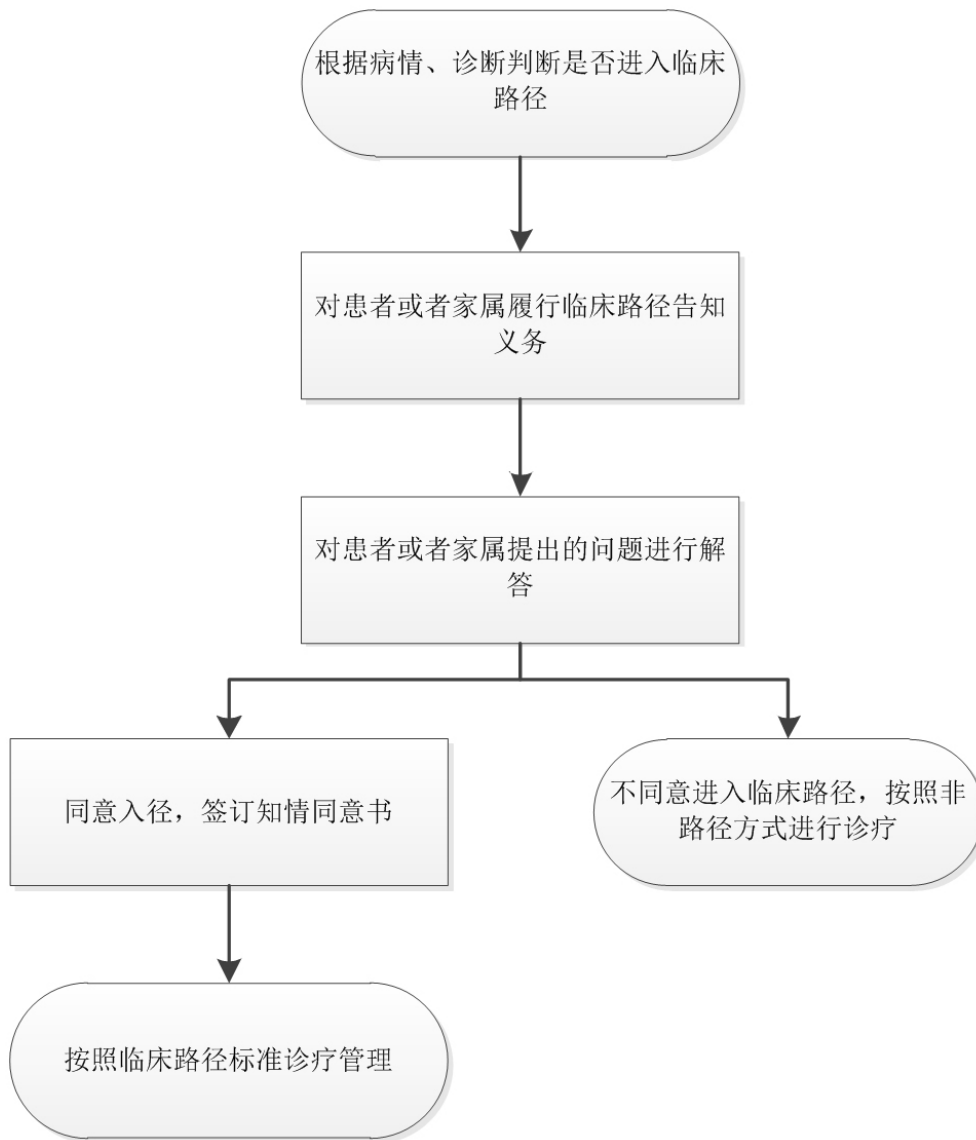 根据病情、诊断判断是否进入临床
路径
对患者或者家属履行临床路径告知
义务
对患者或者家属提出的问题进行解
答
同意入径，签订知情同意书
不同意进入临床路径，按照非
路径方式进行诊疗
按照临床路径标准诊疗管理